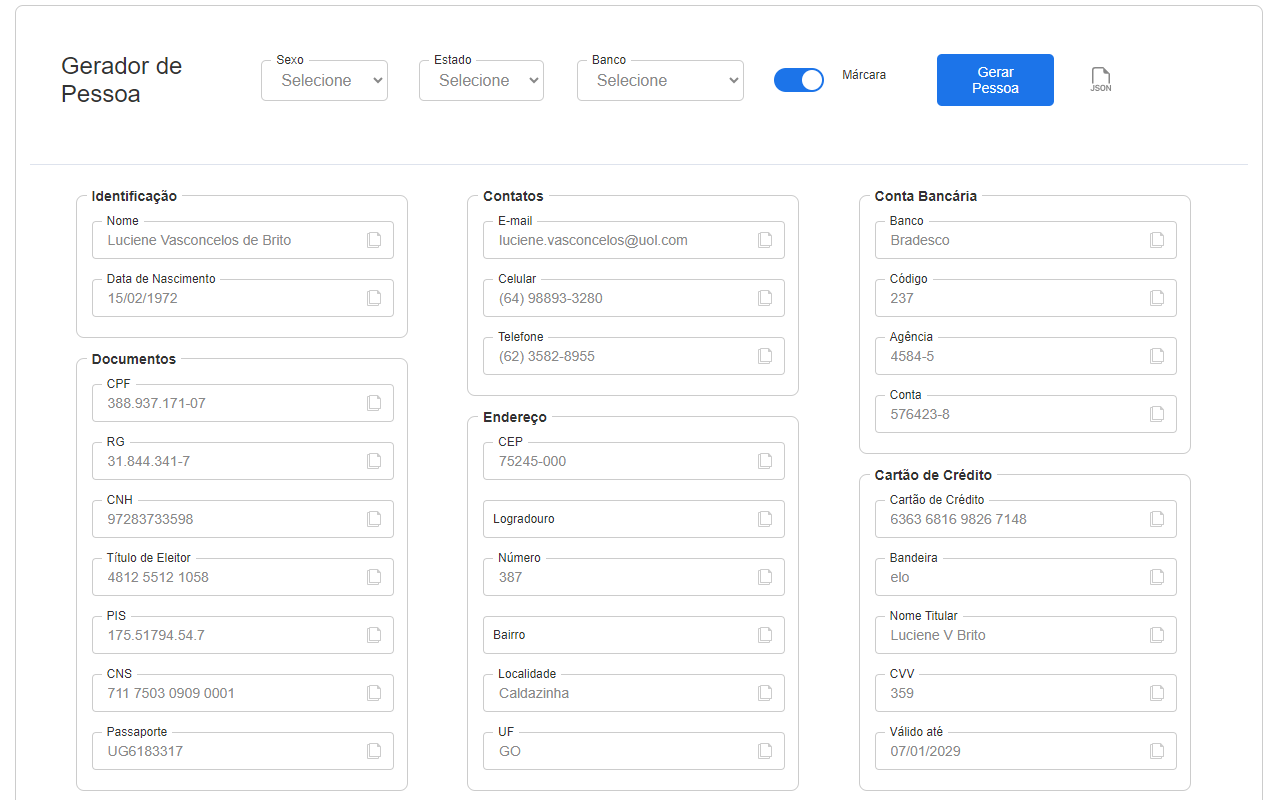 Gerador de
Pessoa
Sexo
Selecione
Estado
Selecione
Banco
Selecione
Márcara
Gerar
Pessoa
JSON
Identificação
Nome
Luciene Vasconcelos de Brito
Data de Nascimento
15/02/1972
Documentos
CPF
388.937.171-07
RG
31.844.341-7
CNH
97283733598
Título de Eleitor
4812 5512 1058
PIS
175.51794.54.7
CNS
711 7503 0909 0001
Passaporte
UG6183317
Contatos
E-mail
luciene.vasconcelos@uol.com
Celular
(64) 98893-3280
Telefone
(62) 3582-8955
Endereço
CEP
75245-000
Logradouro
Número
387
Bairro
Localidade
Caldazinha
UF
GO
Conta Bancária
Banco
Bradesco
Código
237
Agência
4584-5
Conta
576423-8
Cartão de Crédito
Cartão de Crédito
6363 6816 9826 7148
Bandeira
elo
Nome Titular
Luciene V Brito
CVV
359
Válido até
07/01/2029